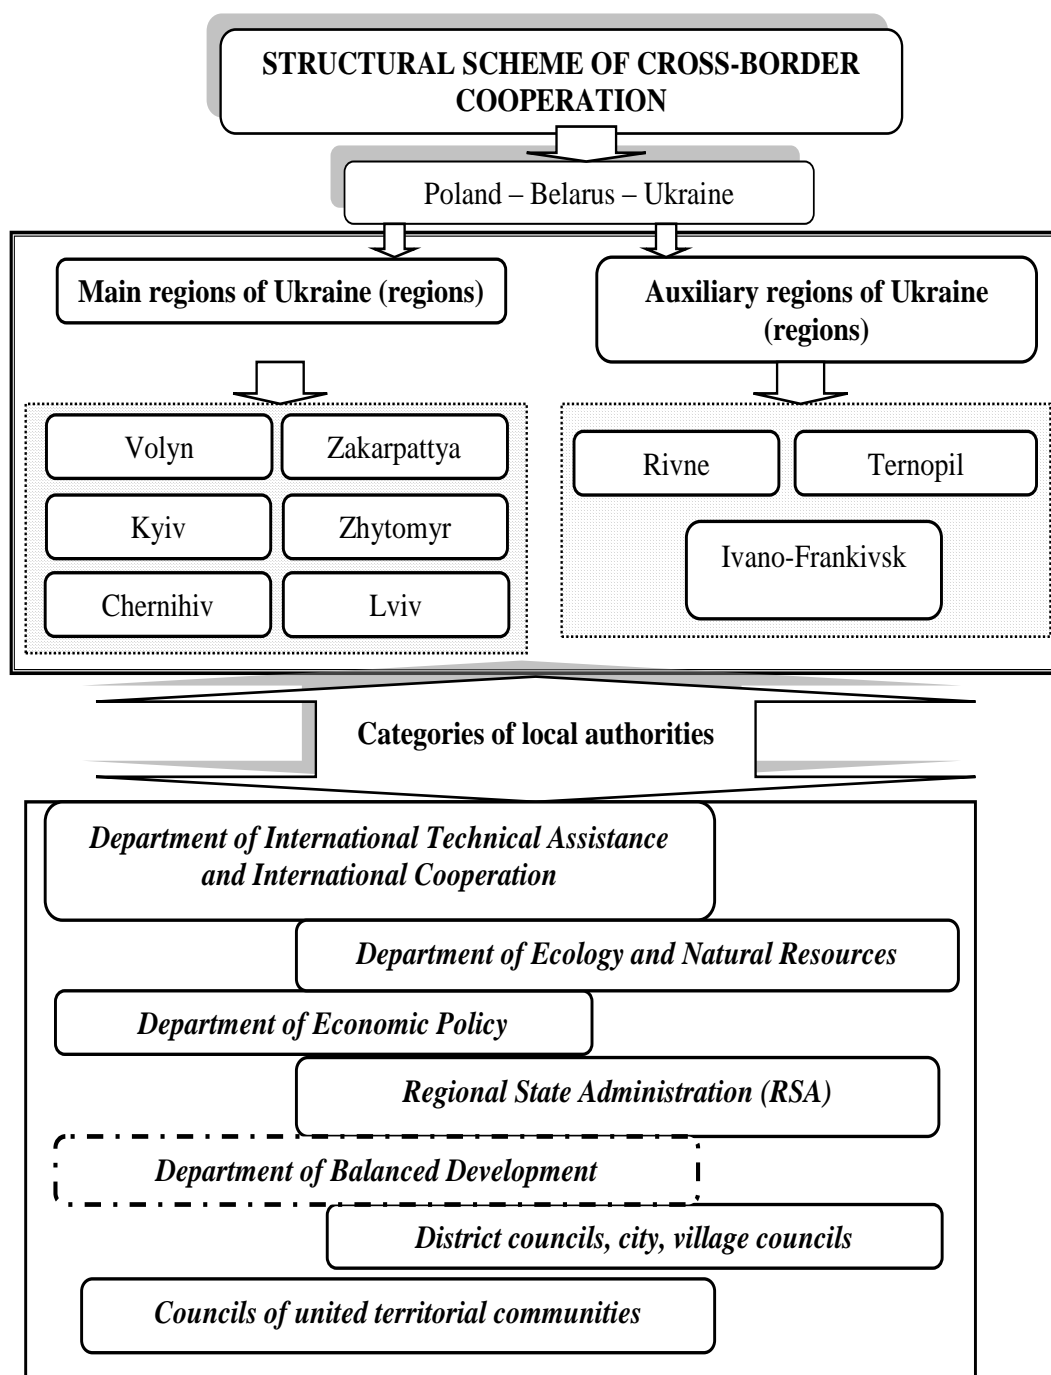 STRUCTURAL SCHEME OF CROSS-BORDER
COOPERATION
Poland – Belarus – Ukraine
Main regions of Ukraine (regions)
Auxiliary regions of Ukraine
(regions)
Volyn
Zakarpattya
Kyiv
Zhytomyr
Chernihiv
Lviv
Rivne
Ternopil
Ivano-Frankivsk
Categories of local authorities
Department of International Technical Assistance
and International Cooperation
Department of Ecology and Natural Resources
Department of Economic Policy
Regional State Administration (RSA)
Department of Balanced Development
District councils, city, village councils
Councils of united territorial communities